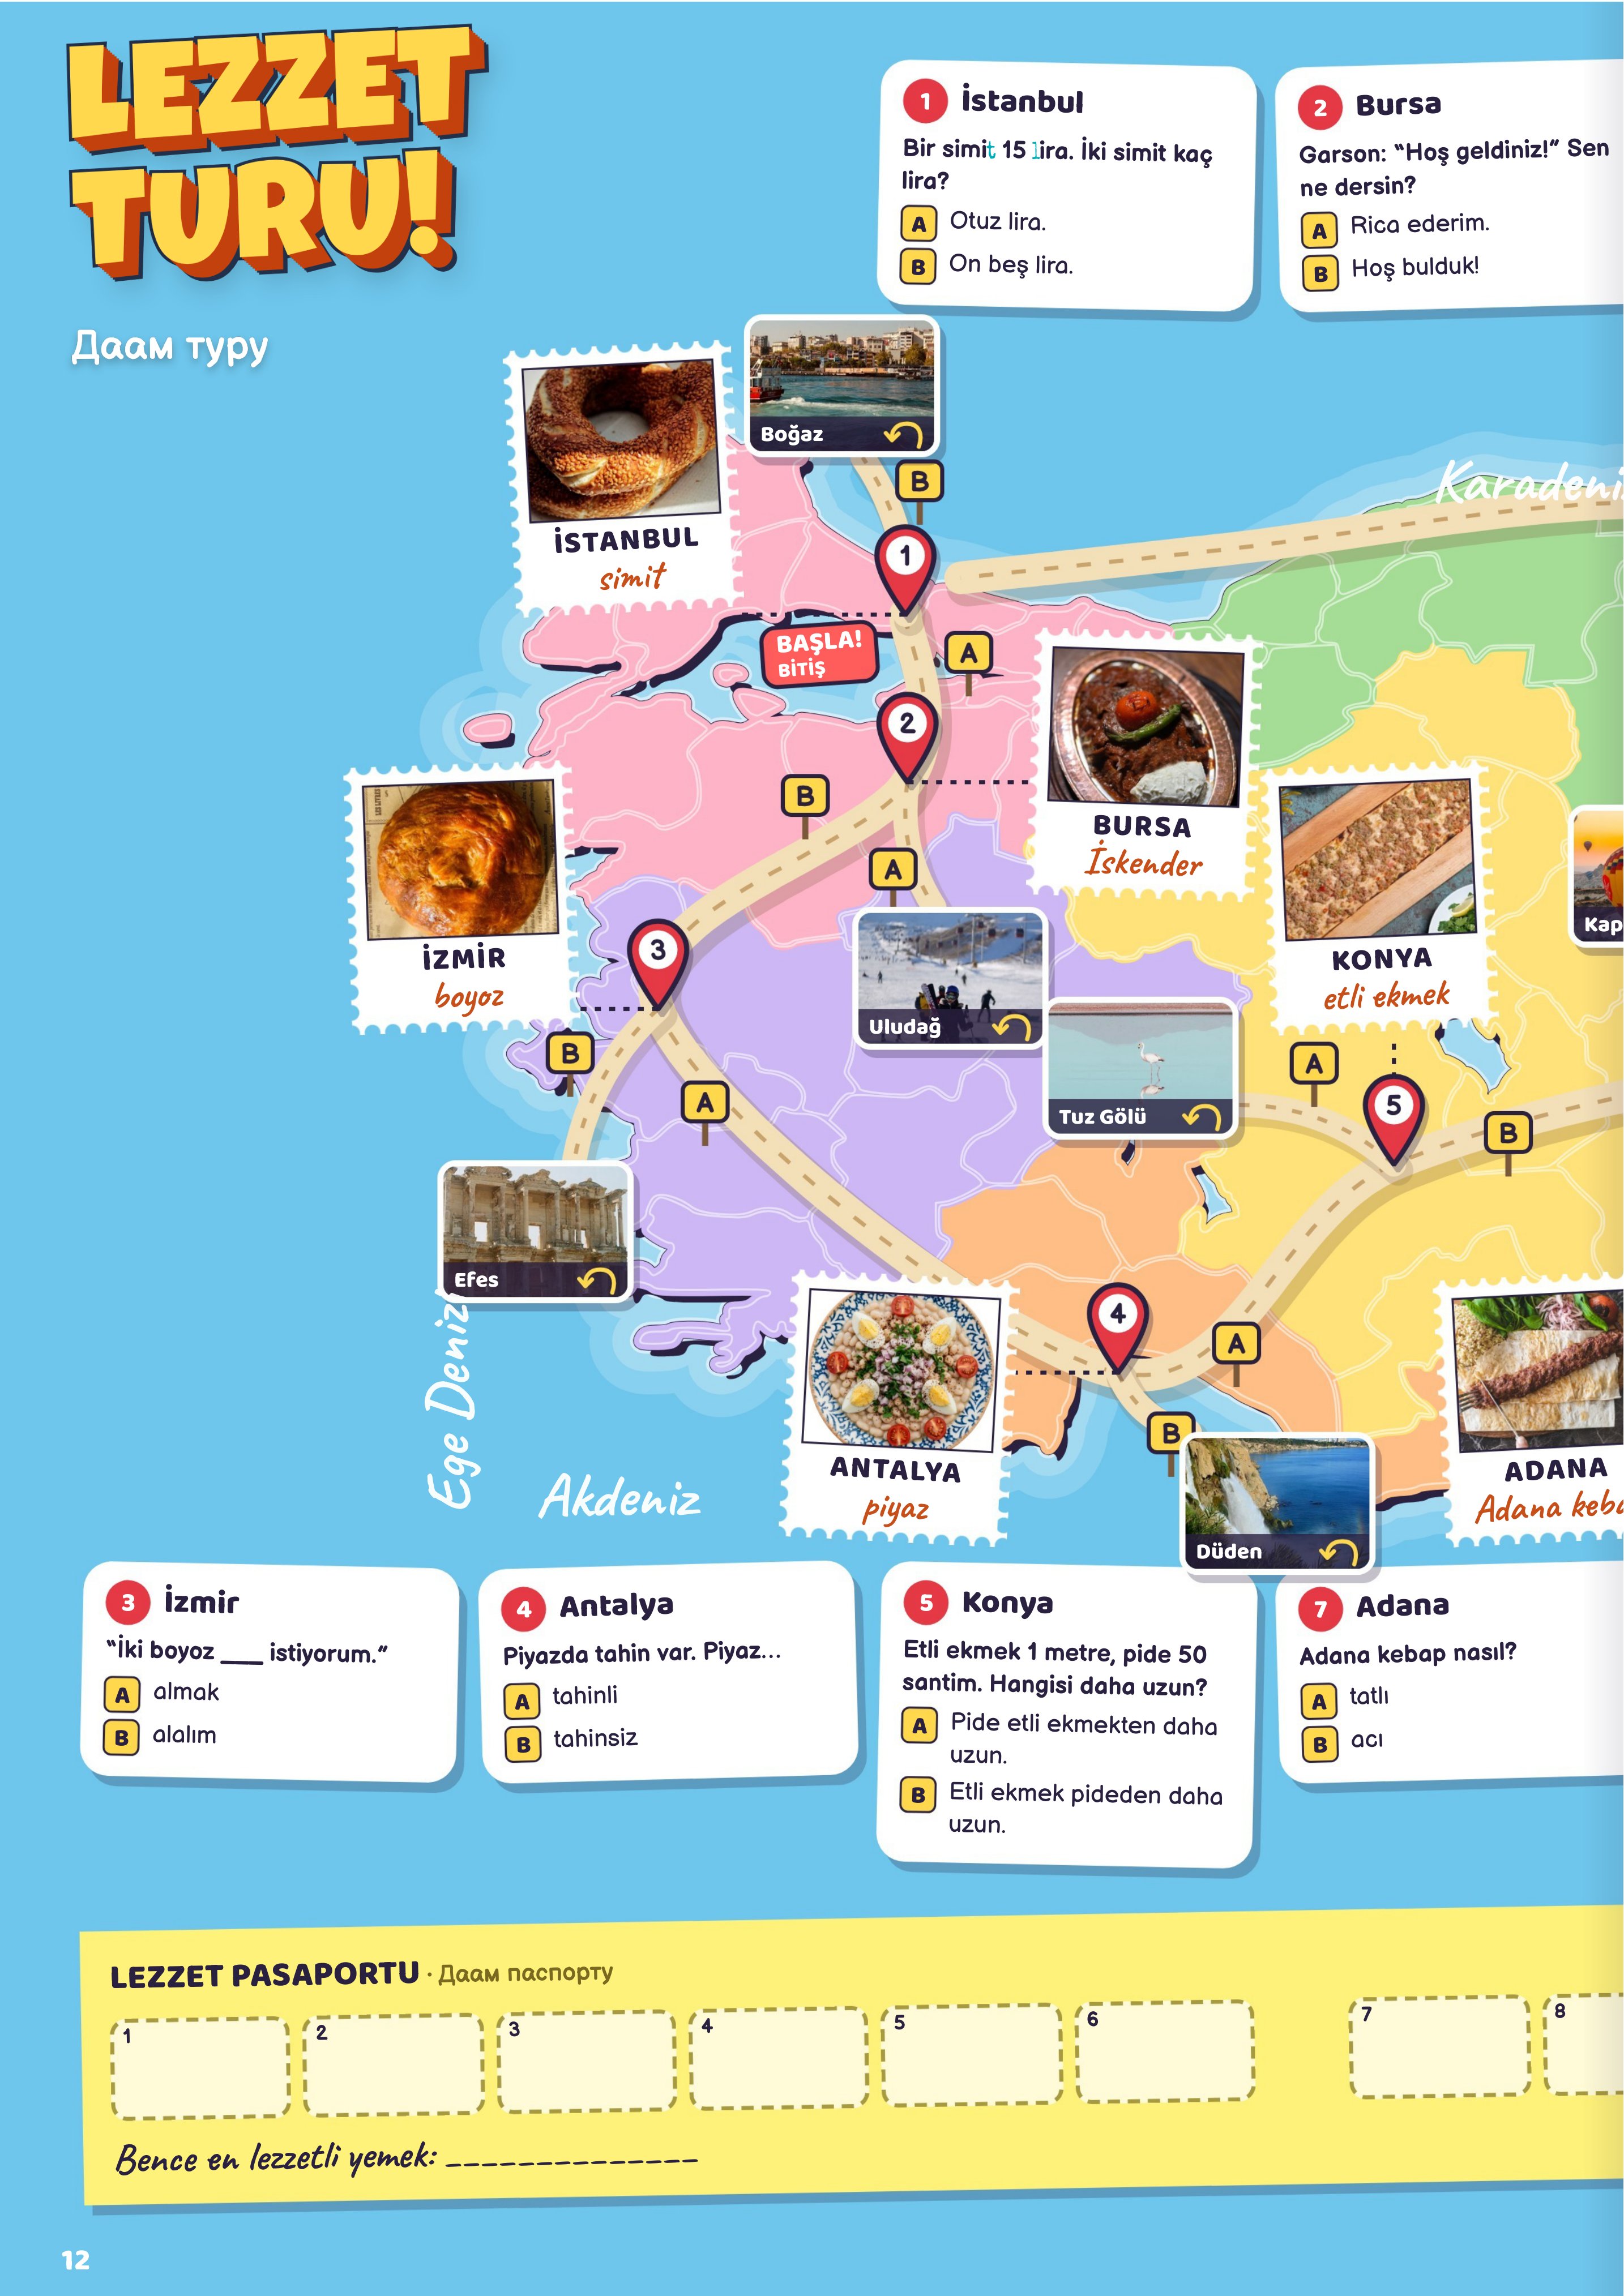 LEZZET
TURU!
Даам туру
1 İstanbul
Bir simit 15 lira. İki simit kaç
lira?
A Otuz lira.
B On beş lira.
2 Bursa
Garson: “Hoş geldiniz!” Sen
ne dersin?
A Rica ederim.
B Hoş bulduk!
Boğaz
B
İSTANBUL
simit
1
Karadeni
BAŞLA!
BİTİŞ
A
2
BURSA
İskender
B
A
İZMİR
boyoz
3
KONYA
etli ekmek
Kap
Uludağ
Tuz Gölü
B
A
A
5
B
Efes
Ege Deniz
Akdeniz
ANTALYA
piyaz
4
A
B
Düden
ADANA
Adana keba
3 İzmir
“İki boyoz ___ istiyorum.”
A almak
B alalım
4 Antalya
Piyazda tahin var. Piyaz...
A tahinli
B tahinsiz
5 Konya
Etli ekmek 1 metre, pide 50
santim. Hangisi daha uzun?
A Pide etli ekmekten daha
uzun.
B Etli ekmek pideden daha
uzun.
7 Adana
Adana kebap nasıl?
A tatlı
B acı
LEZZET PASAPORTU · Даам паспорту
1 2 3 4 5 6 7 8
Bence en lezzetli yemek: ______________
12